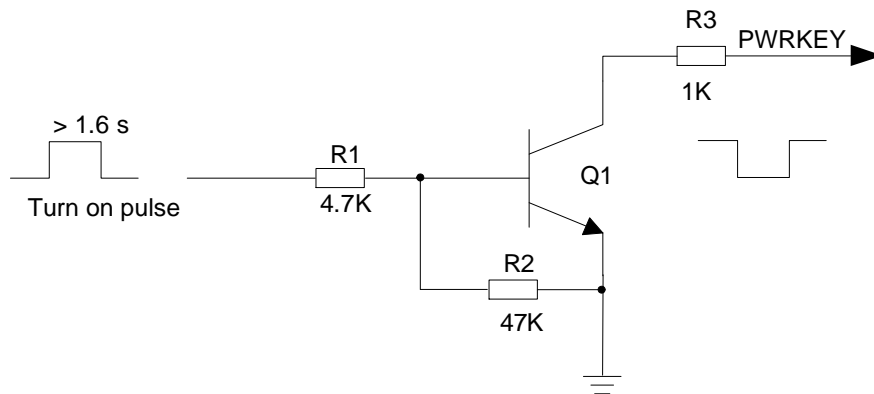 R3
PWRKEY
1K
> 1.6 s
R1
Q1
4.7K
Turn on pulse
R2
47K